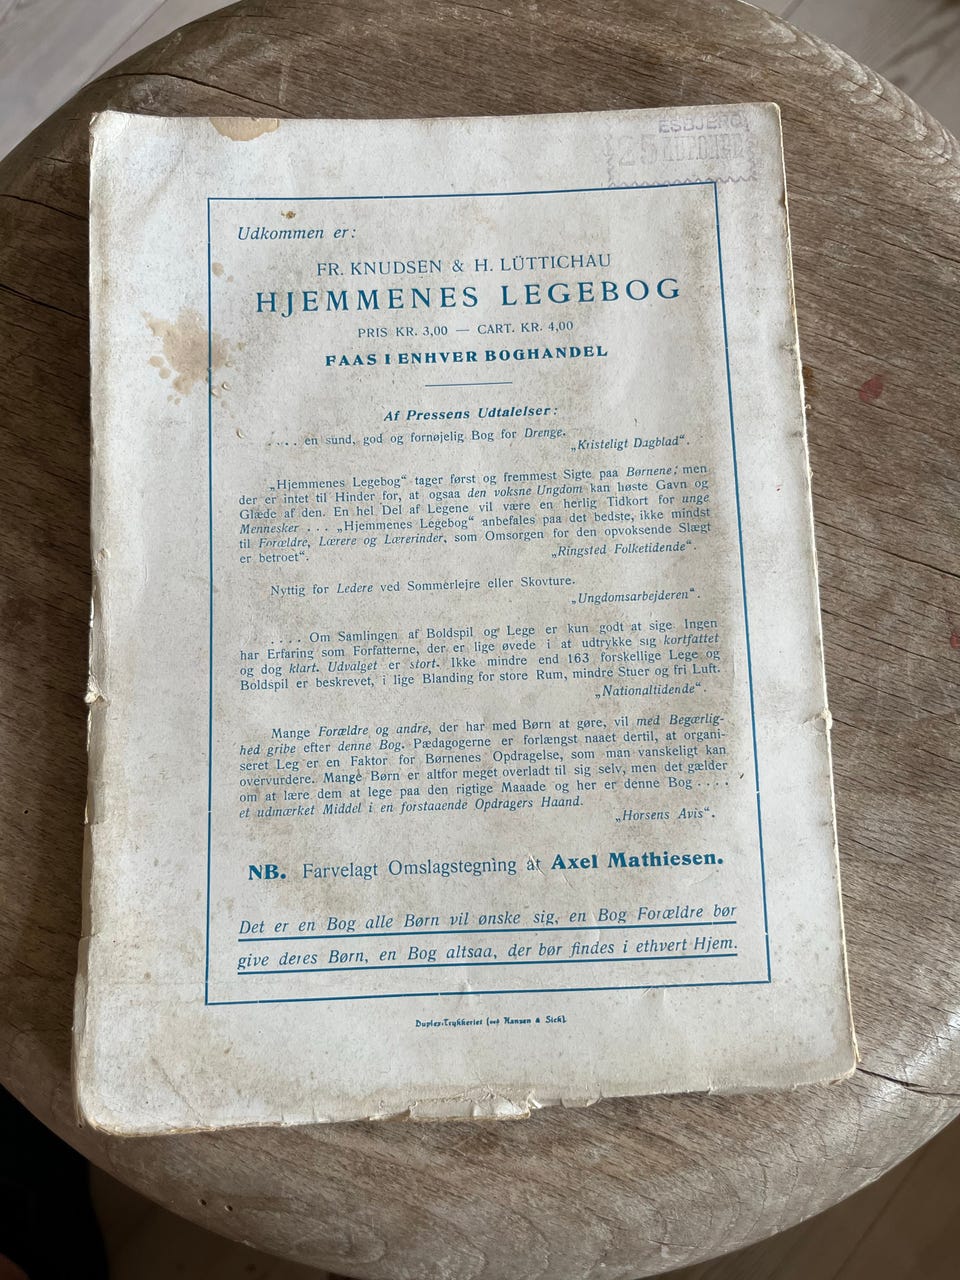 ESBJERG
25
Udkommen er:
FR. KNUDSEN & H. LÜTTICHAU
HJEMMENES LEGEBOG
PRIS KR. 3,00 — CART. KR. 4,00
FAAS I ENHVER BOGHANDEL
Af Pressens Udtalelser:
.... en sund, god og fornøjelig Bog for Drenge.
„Kristeligt Dagblad“.
„Hjemmenes Legebog“ tager først og fremmest Sigte paa Børnene; men
der er intet til Hinder for, at ogsaa den voksne Ungdom kan høste Gavn og
Glæde af den. En hel Del af Legene vil være en herlig Tidkort for unge
Mennesker . . . „Hjemmenes Legebog“ anbefales paa det bedste, ikke mindst
til Forældre, Lærere og Lærerinder, som Omsorgen for den opvoksende Slægt
er betroet“.
„Ringsted Folketidende“.
Nyttig for Ledere ved Sommerlejre eller Skovture.
„Ungdomsarbejderen“.
.... Om Samlingen af Boldspil og Lege er kun godt at sige. Ingen
har Erfaring som Forfatterne, der er lige øvede i at udtrykke sig kortfattet
og dog klart. Udvalget er stort. Ikke mindre end 163 forskellige Lege og
Boldspil er beskrevet, i lige Blanding for store Rum, mindre Stuer og fri Luft.
„Nationaltidende“.
Mange Forældre og andre, der har med Børn at gøre, vil med Begærlig-
hed gribe efter denne Bog. Pædagogerne er forlængst naaet dertil, at organi-
seret Leg er en Faktor for Børnenes Opdragelse, som man vanskeligt kan
overvurdere. Mange Børn er altfor meget overladt til sig selv, men det gælder
om at lære dem at lege paa den rigtige Maaade og her er denne Bog ....
et udmærket Middel i en forstaaende Opdragers Haand.
„Horsens Avis“.
NB. Farvelagt Omslagstegning af Axel Mathiesen.
Det er en Bog alle Børn vil ønske sig, en Bog Forældre bør
give deres Børn, en Bog altsaa, der bør findes i ethvert Hjem.
Duplex-Trykkeriet (ved Hansen & Sick).